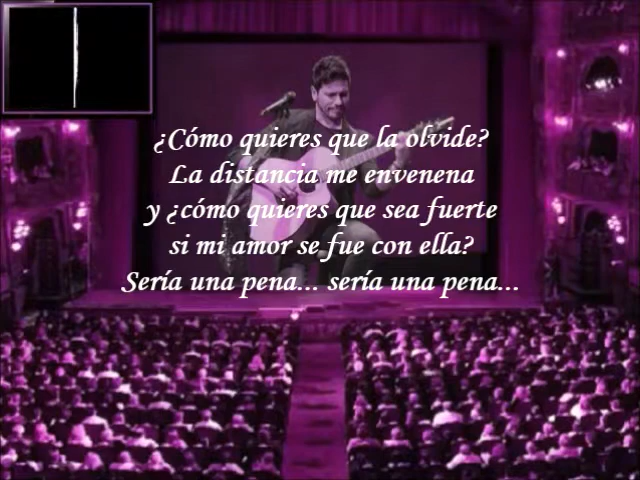 ¿Cómo quieres que la olvide?
La distancia me envenena
y ¿cómo quieres que sea fuerte
si mi amor se fue con ella?
Sería una pena... sería una pena...